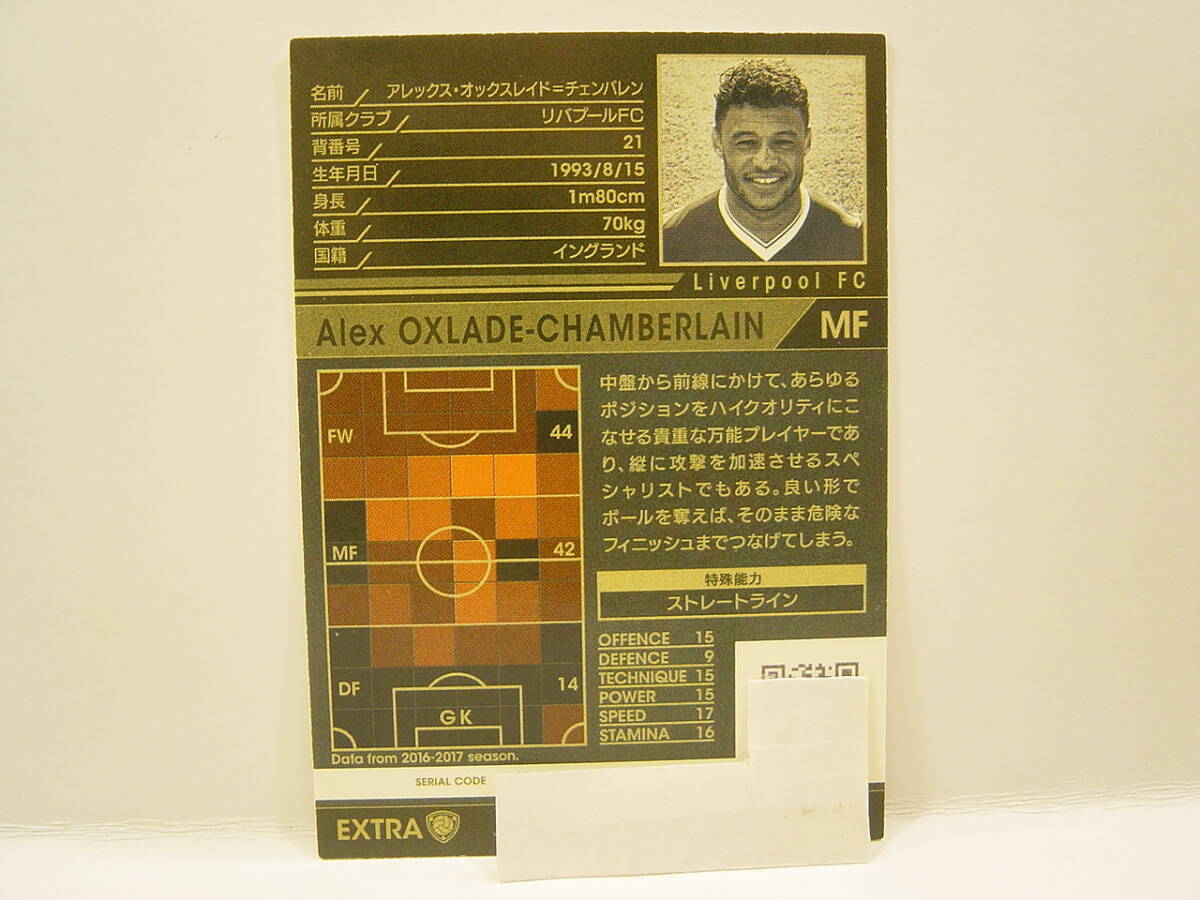 名前 アレックス・オックスレイド=チェンバレン
所属クラブ リバプールFC
背番号 21
生年月日 1993/8/15
身長 1m80cm
体重 70kg
国籍 イングランド
Liverpool FC
Alex OXLADE-CHAMBERLAIN MF
FW 44
MF 42
DF 14
GK
Data from 2016-2017 season.
中盤から前線にかけて、あらゆる
ポジションをハイクオリティにこ
なせる貴重な万能プレイヤーであ
り、縦に攻撃を加速させるスペ
シャリストでもある。良い形で
ボールを奪えば、そのまま危険な
フィニッシュまでつなげてしまう。
特殊能力
ストレートライン
OFFENCE 15
DEFENCE 9
TECHNIQUE 15
POWER 15
SPEED 17
STAMINA 16
SERIAL CODE
EXTRA